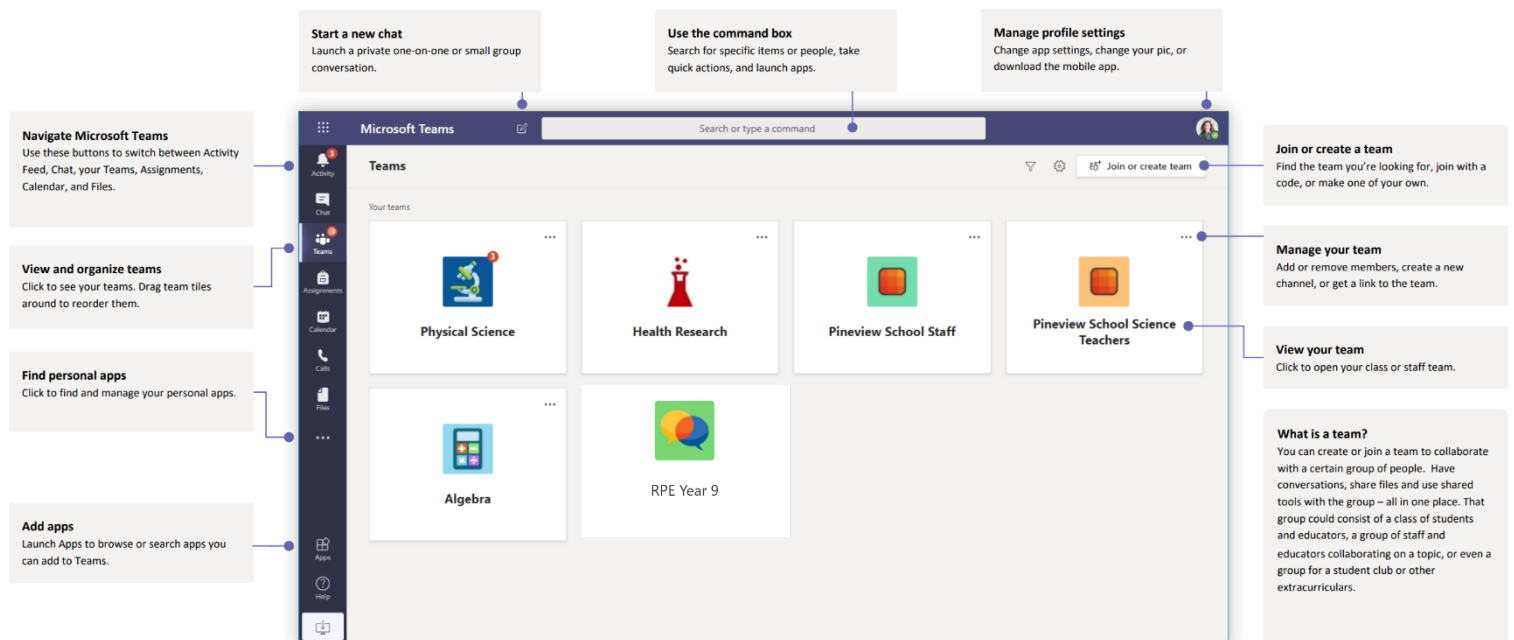 Start a new chat
Launch a private one-on-one or small group
conversation.
Use the command box
Search for specific items or people, take
quick actions, and launch apps.
Manage profile settings
Change app settings, change your pic, or
download the mobile app.
Navigate Microsoft Teams
Use these buttons to switch between Activity
Feed, Chat, your Teams, Assignments,
Calendar, and Files.
View and organize teams
Click to see your teams. Drag team tiles
around to reorder them.
Find personal apps
Click to find and manage your personal apps.
Add apps
Launch Apps to browse or search apps you
can add to Teams.
Microsoft Teams
Search or type a command
Activity
3
Chat
Teams
Assignments
Calendar
Calls
Files
Apps
Help
Teams
Join or create team
Your teams
3
Physical Science
Health Research
Pineview School Staff
Pineview School Science
Teachers
Algebra
RPE Year 9
Join or create a team
Find the team you're looking for, join with a
code, or make one of your own.
Manage your team
Add or remove members, create a new
channel, or get a link to the team.
View your team
Click to open your class or staff team.
What is a team?
You can create or join a team to collaborate
with a certain group of people. Have
conversations, share files and use shared
tools with the group – all in one place. That
group could consist of a class of students
and educators, a group of staff and
educators collaborating on a topic, or even a
group for a student club or other
extracurriculars.